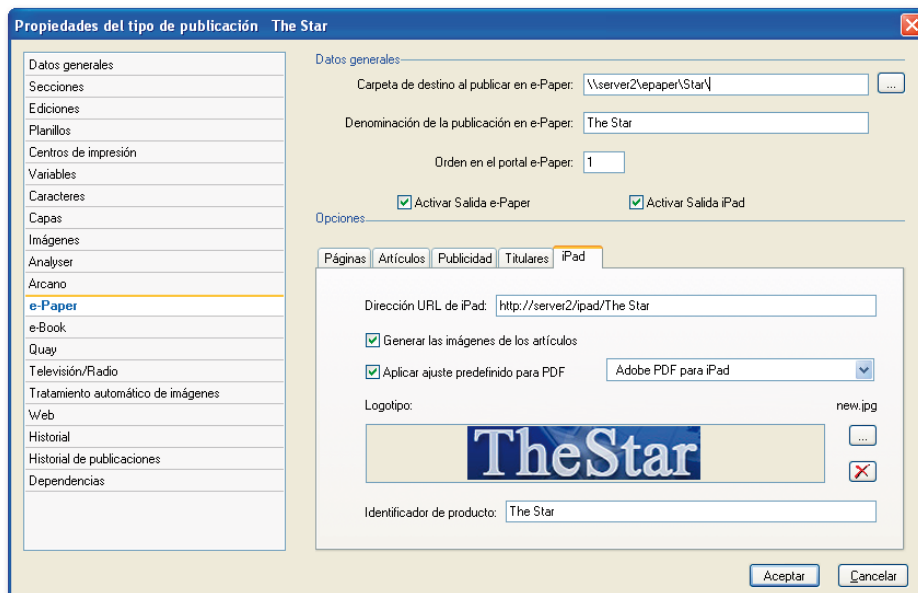 Propiedades del tipo de publicación The Star
Datos generales
Secciones
Ediciones
Planillos
Centros de impresión
Variables
Caracteres
Capas
Imágenes
Analyser
Arcano
e-Paper
e-Book
Quay
Televisión/Radio
Tratamiento automático de imágenes
Web
Historial
Historial de publicaciones
Dependencias
Datos generales
Carpeta de destino al publicar en e-Paper: \\server2\epaper\Star\ ...
Denominación de la publicación en e-Paper: The Star
Orden en el portal e-Paper: 1
Activar Salida e-Paper Activar Salida iPad
Opciones
Páginas Artículos Publicidad Titulares iPad
Dirección URL de iPad: http://server2/ipad/The Star
Generar las imágenes de los artículos
Aplicar ajuste predefinido para PDF Adobe PDF para iPad
Logotipo: new.jpg
TheStar ...
Identificador de producto: The Star
Aceptar Cancelar